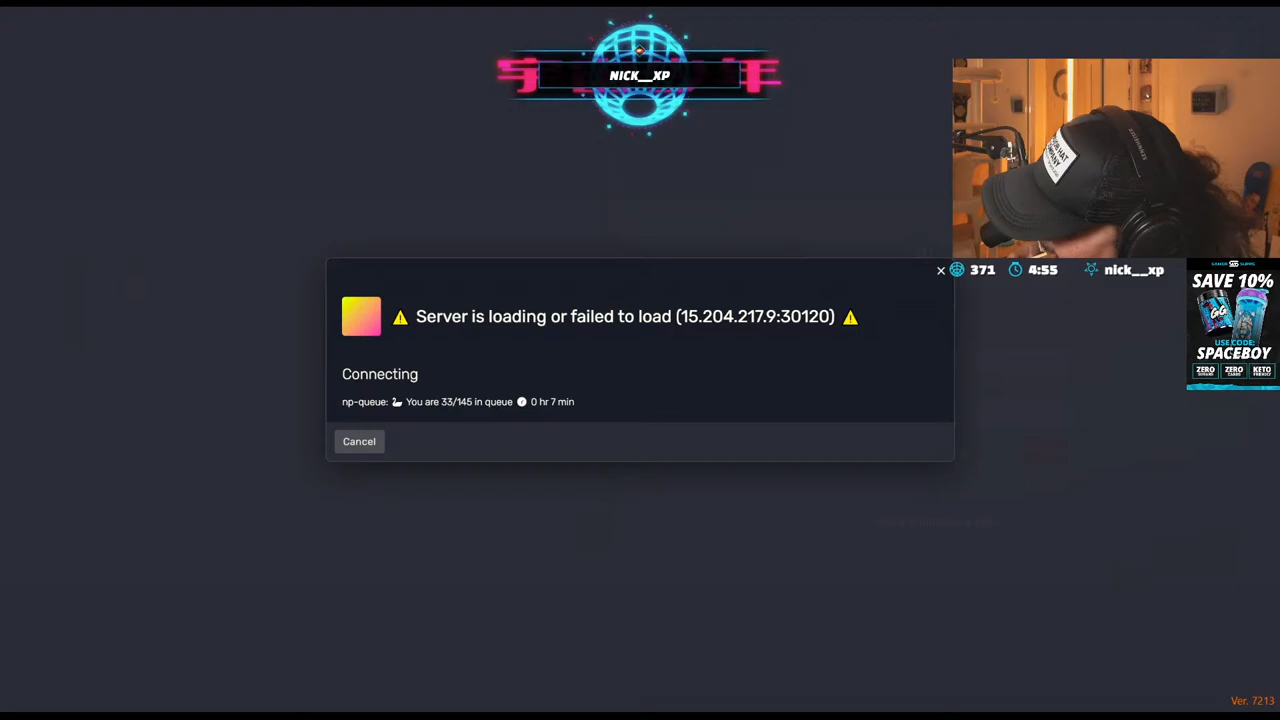 NICK__XP
371
4:55
nick__xp
SAVE 10%
USE CODE:
SPACEBOY
ZERO
ZERO
KETO
FRIENDLY
⚠ Server is loading or failed to load (15.204.217.9:30120) ⚠
Connecting
np-queue: 🦢 You are 33/145 in queue 🕐 0 hr 7 min
Cancel
Ver. 7213